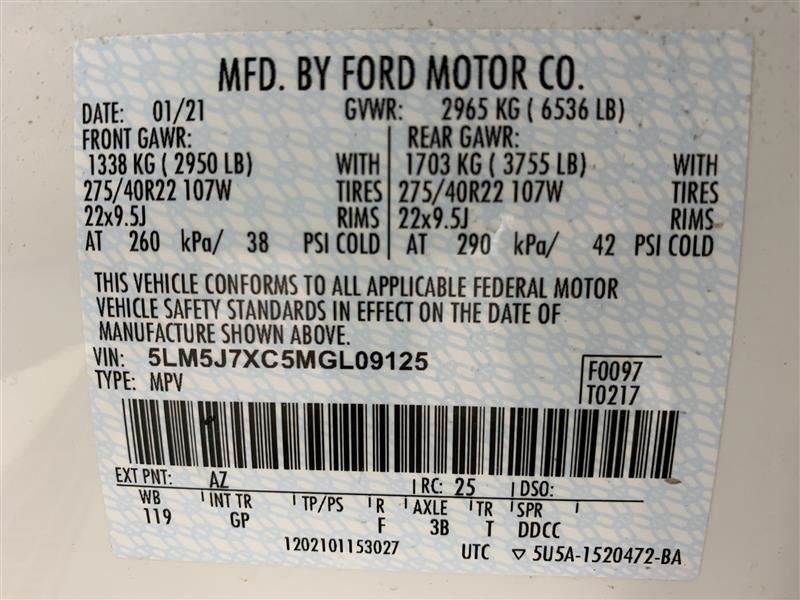 MFD. BY FORD MOTOR CO.
DATE: 01/21 GVWR: 2965 KG ( 6536 LB)
FRONT GAWR: REAR GAWR:
1338 KG ( 2950 LB) WITH 1703 KG ( 3755 LB) WITH
275/40R22 107W TIRES 275/40R22 107W TIRES
22x9.5J RIMS 22x9.5J RIMS
AT 260 kPa/ 38 PSI COLD AT 290 kPa/ 42 PSI COLD
THIS VEHICLE CONFORMS TO ALL APPLICABLE FEDERAL MOTOR
VEHICLE SAFETY STANDARDS IN EFFECT ON THE DATE OF
MANUFACTURE SHOWN ABOVE.
VIN: 5LM5J7XC5MGL09125 F0097
TYPE: MPV T0217
EXT PNT: AZ RC: 25 DSO:
WB INT TR TP/PS R AXLE TR SPR
119 GP F 3B T DDCC
1202101153027 UTC ▽ 5U5A-1520472-BA